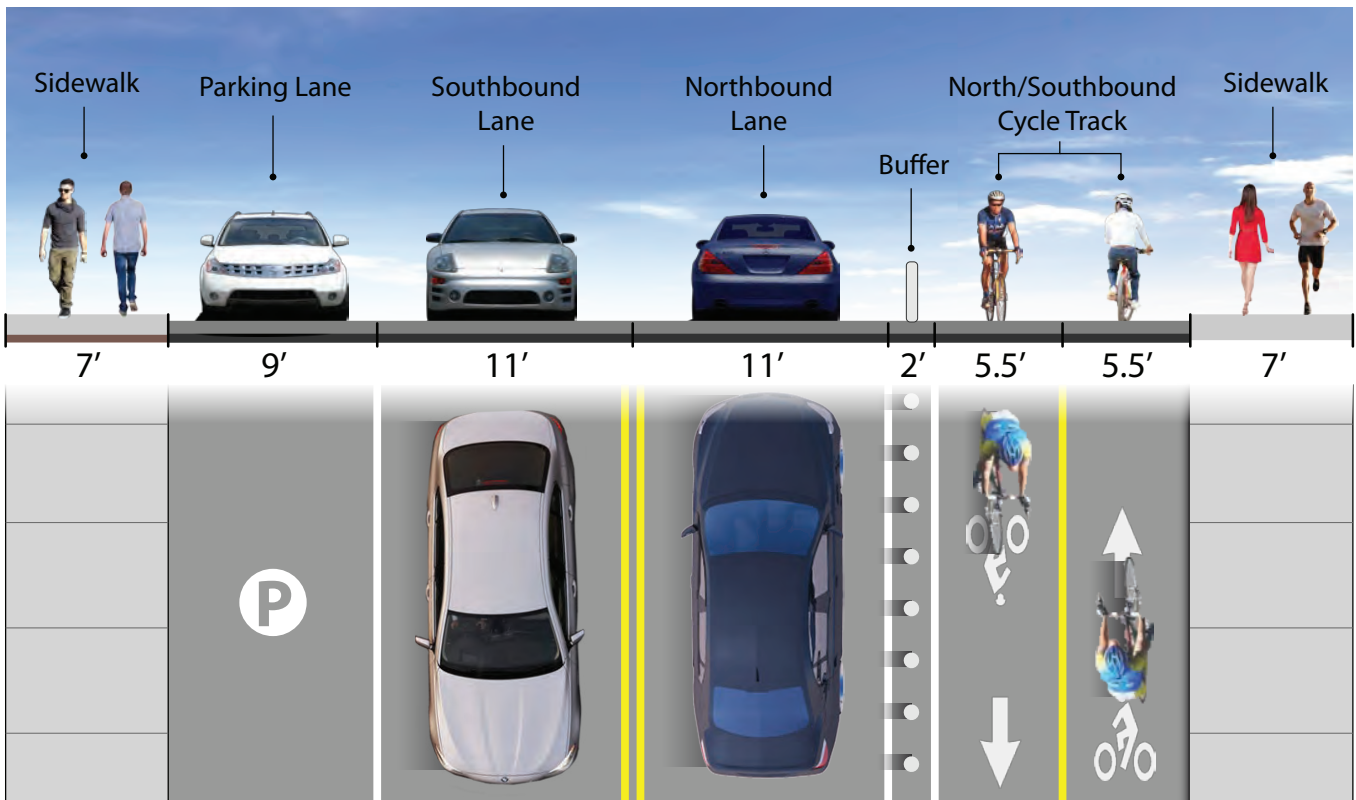 Sidewalk
Parking Lane
Southbound
Lane
Northbound
Lane
Buffer
North/Southbound
Cycle Track
Sidewalk
7’
9’
11’
11’
2’
5.5’
5.5’
7’
P